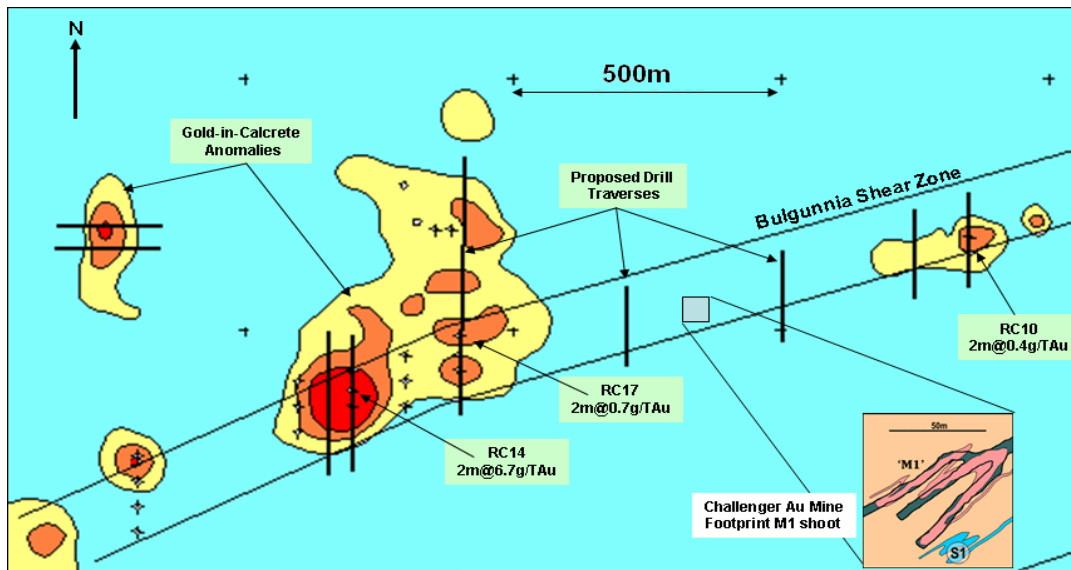 N
500m
Gold-in-Calcrete
Anomalies
Proposed Drill
Traverses
Bulgunnia Shear Zone
RC10
2m@0.4g/TAu
RC17
2m@0.7g/TAu
RC14
2m@6.7g/TAu
50m
'M1'
Challenger Au Mine
Footprint M1 shoot
S1